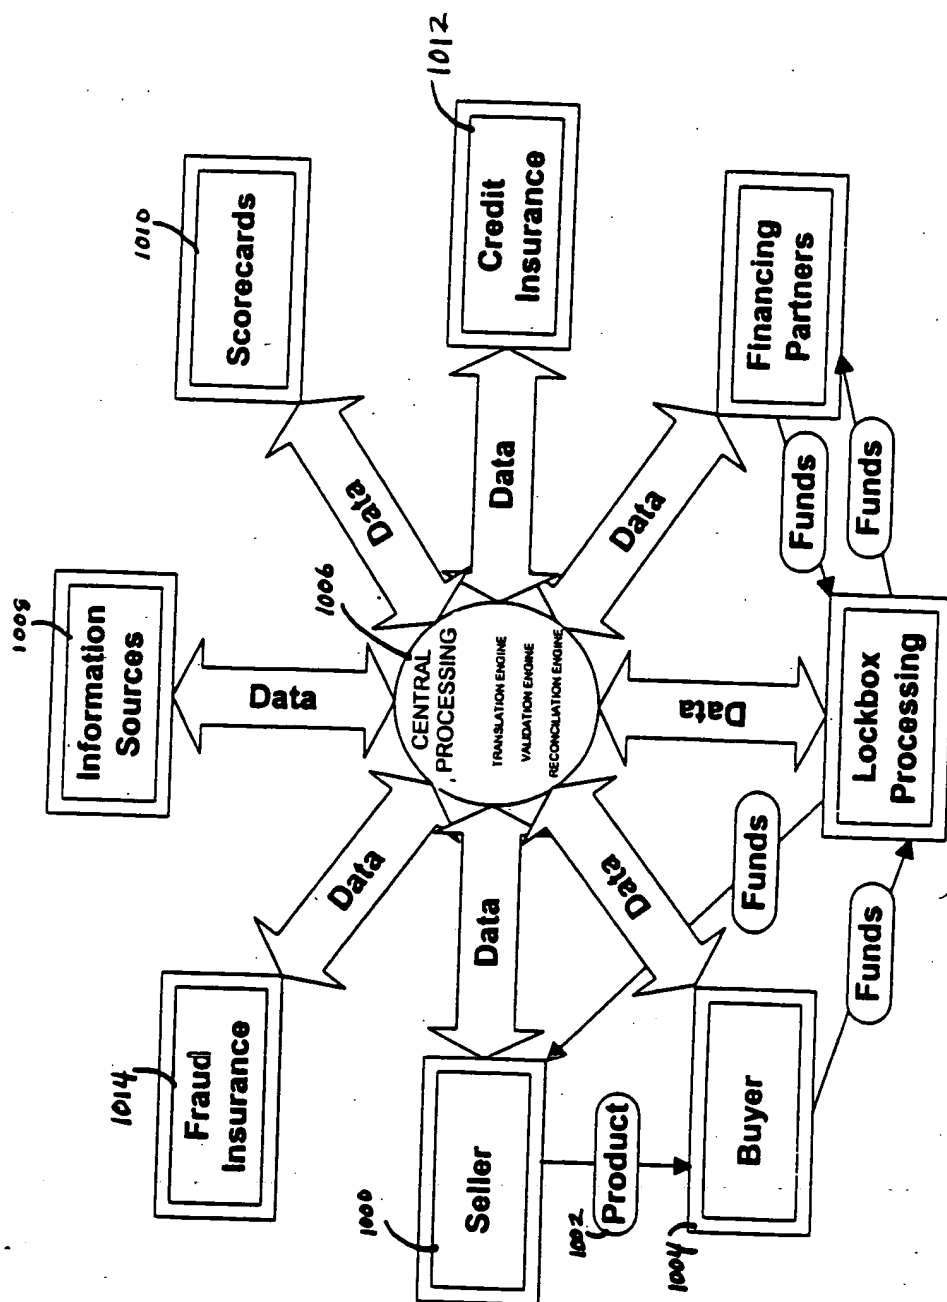 1008
Information
Sources
1014
1010
Fraud
Insurance
Scorecards
Data
Data
Data
1006
1000
1012
CENTRAL
PROCESSING
TRANSLATION ENGINE
VALIDATION ENGINE
RECONCILIATION ENGINE
Seller
Data
Data
Credit
Insurance
1002
Product
Data
Data
Data
1004
Buyer
Funds
Financing
Partners
Funds
Funds
Funds
Lockbox
Processing